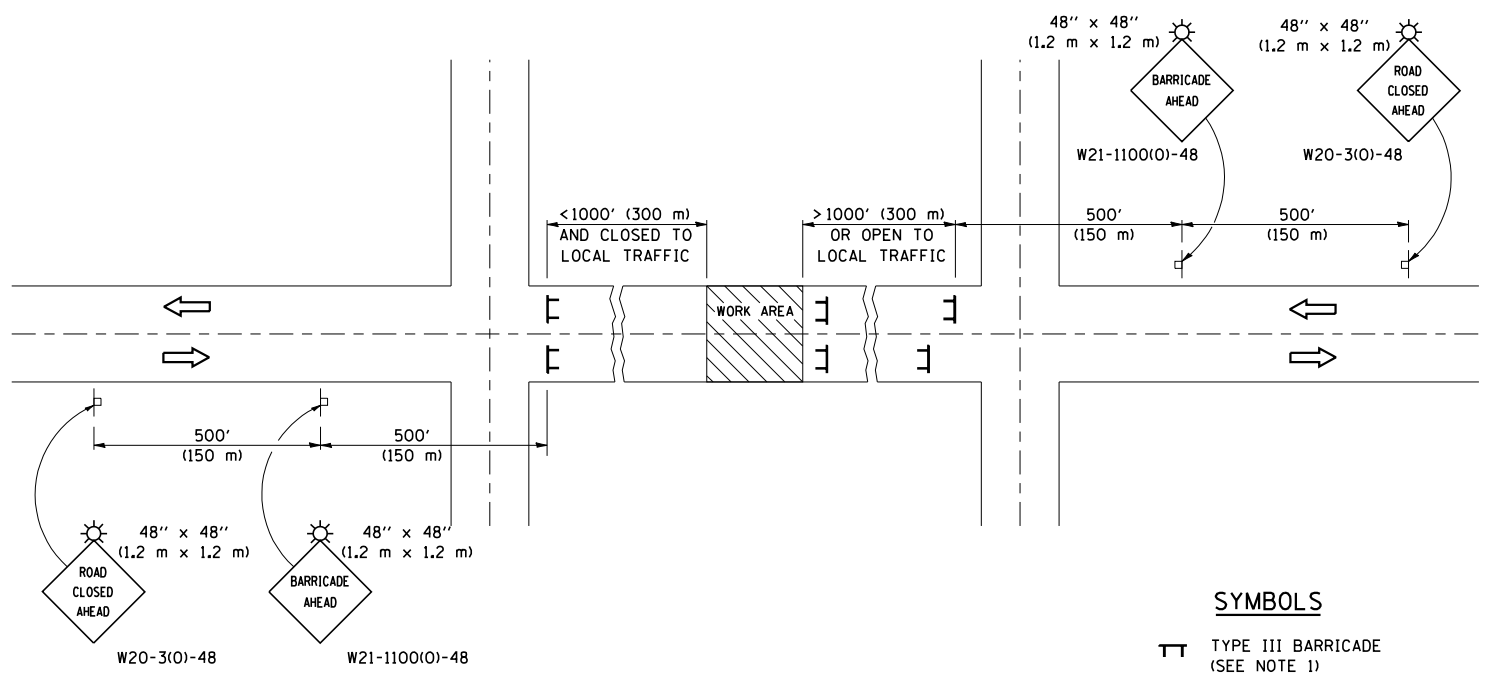 48" x 48"
(1.2 m x 1.2 m)
48" x 48"
(1.2 m x 1.2 m)
BARRICADE
AHEAD
ROAD
CLOSED
AHEAD
W21-1100(O)-48
W20-3(O)-48
<1000' (300 m)
AND CLOSED TO
LOCAL TRAFFIC
>1000' (300 m)
OR OPEN TO
LOCAL TRAFFIC
500'
(150 m)
500'
(150 m)
WORK AREA
500'
(150 m)
500'
(150 m)
48" x 48"
(1.2 m x 1.2 m)
48" x 48"
(1.2 m x 1.2 m)
ROAD
CLOSED
AHEAD
BARRICADE
AHEAD
W20-3(O)-48
W21-1100(O)-48
SYMBOLS
TYPE III BARRICADE
(SEE NOTE 1)